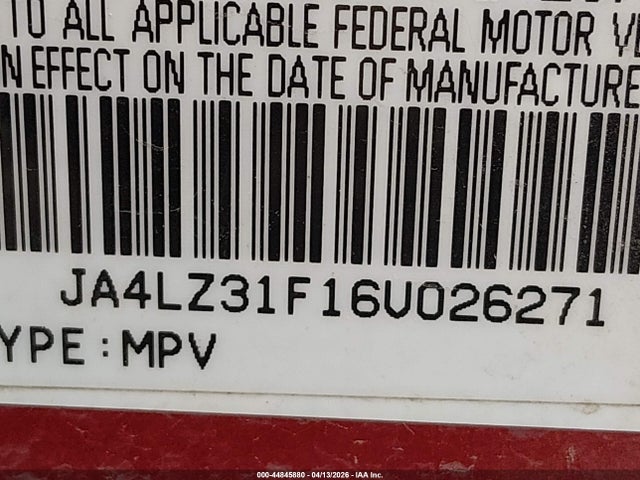 TO ALL APPLICABLE FEDERAL MOTOR
N EFFECT ON THE DATE OF MANUFACTURE
JA4LZ31F16U026271
YPE: MPV
000-44845880 - 04/13/2026 - IAA Inc.